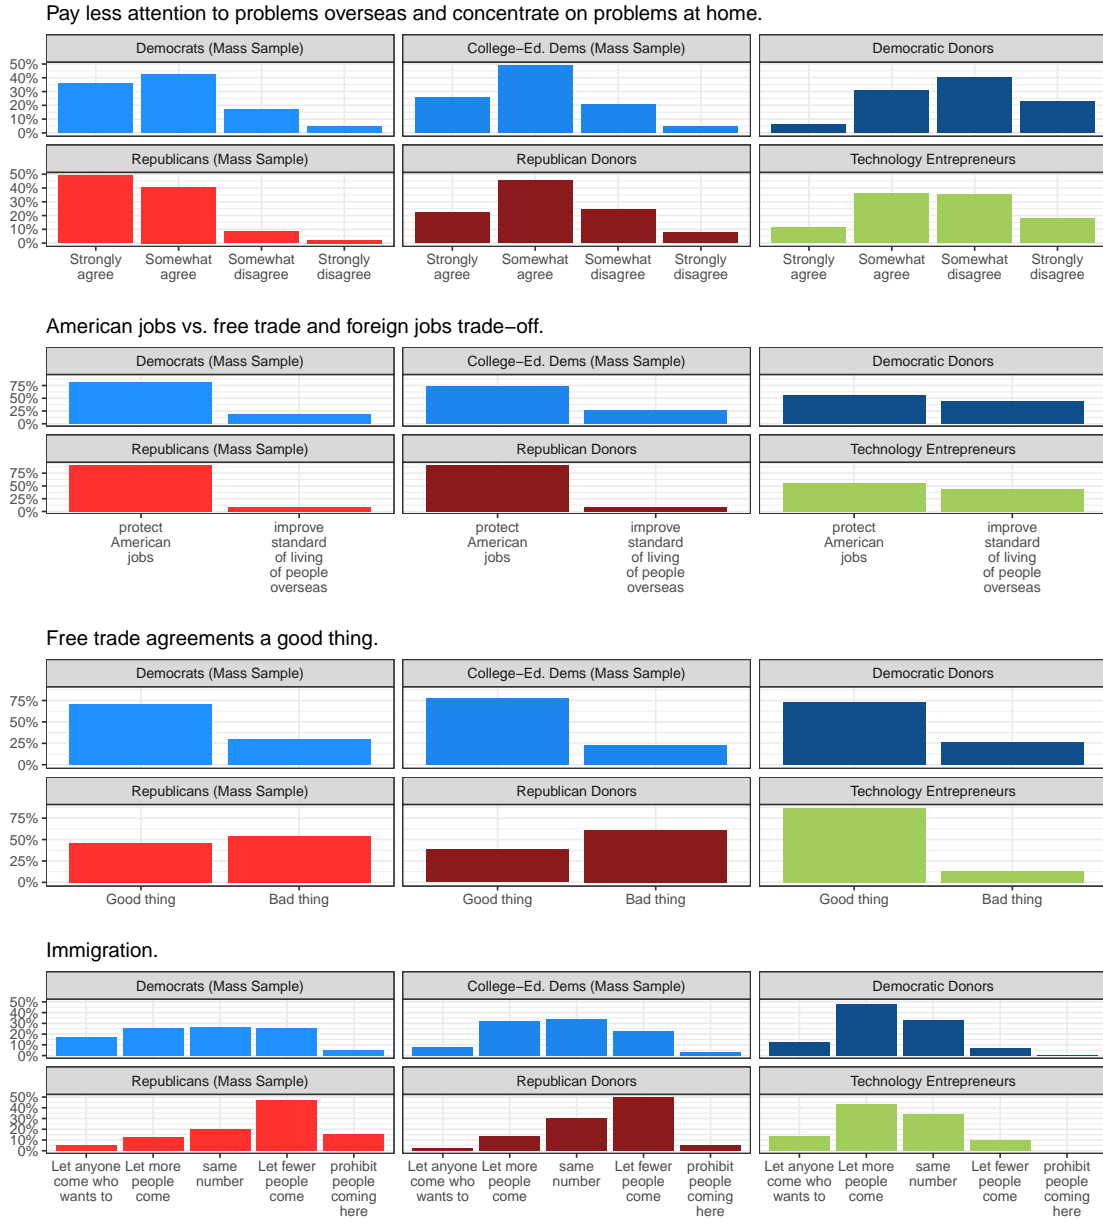 Pay less attention to problems overseas and concentrate on problems at home.
Democrats (Mass Sample) College−Ed. Dems (Mass Sample) Democratic Donors
50%
40%
30%
20%
10%
0%
Republicans (Mass Sample) Republican Donors Technology Entrepreneurs
50%
40%
30%
20%
10%
0%
Strongly Somewhat Somewhat Strongly Strongly Somewhat Somewhat Strongly Strongly Somewhat Somewhat Strongly
agree agree disagree disagree agree agree disagree disagree agree agree disagree disagree
American jobs vs. free trade and foreign jobs trade−off.
Democrats (Mass Sample) College−Ed. Dems (Mass Sample) Democratic Donors
75%
50%
25%
0%
Republicans (Mass Sample) Republican Donors Technology Entrepreneurs
75%
50%
25%
0%
protect improve protect improve protect improve
American standard American standard American standard
jobs of living jobs of living jobs of living
of people of people of people
overseas overseas overseas
Free trade agreements a good thing.
Democrats (Mass Sample) College−Ed. Dems (Mass Sample) Democratic Donors
75%
50%
25%
0%
Republicans (Mass Sample) Republican Donors Technology Entrepreneurs
75%
50%
25%
0%
Good thing Bad thing Good thing Bad thing Good thing Bad thing
Immigration.
Democrats (Mass Sample) College−Ed. Dems (Mass Sample) Democratic Donors
50%
40%
30%
20%
10%
0%
Republicans (Mass Sample) Republican Donors Technology Entrepreneurs
50%
40%
30%
20%
10%
0%
Let anyone Let more same Let fewer prohibit Let anyone Let more same Let fewer prohibit Let anyone Let more same Let fewer prohibit
come who people number people people come who people number people people come who people number people people
wants to come come coming wants to come come coming wants to come come coming
here here here